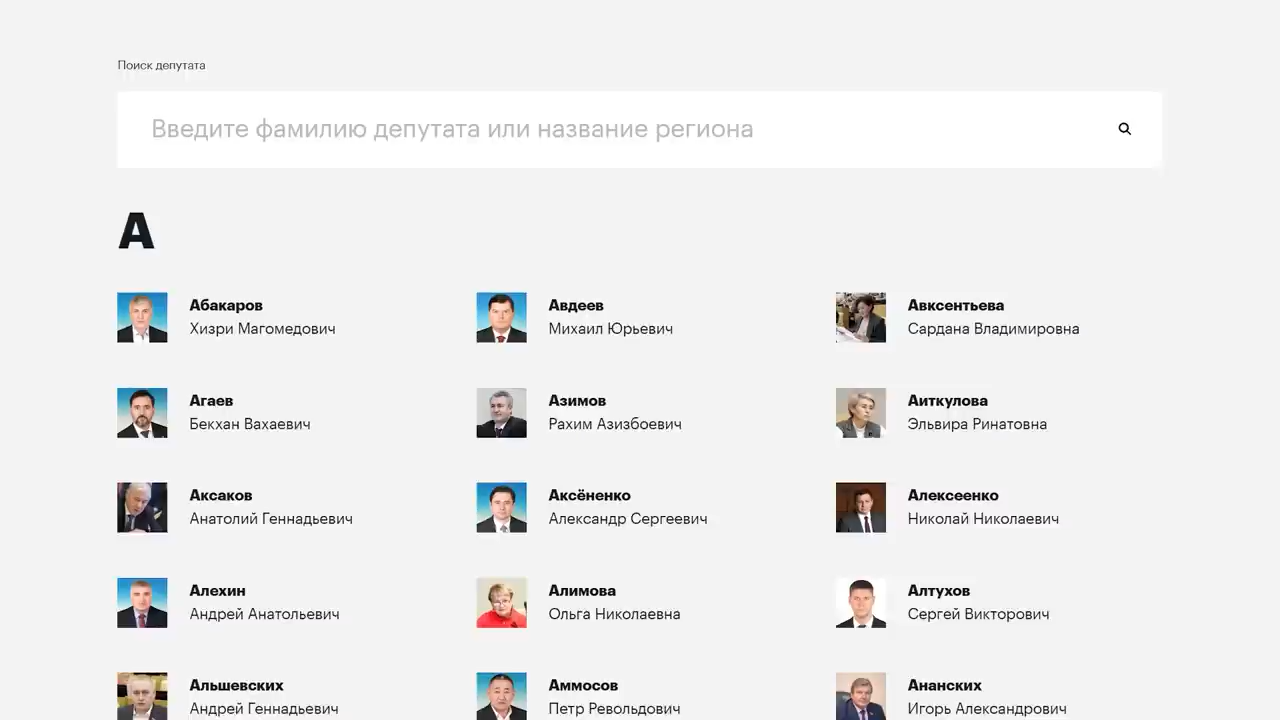 Поиск депутата
Введите фамилию депутата или название региона
А
Абакаров
Хизри Магомедович
Авдеев
Михаил Юрьевич
Авксентьева
Сардана Владимировна
Агаев
Бекхан Вахаевич
Азимов
Рахим Азизбоевич
Аиткулова
Эльвира Ринатовна
Аксаков
Анатолий Геннадьевич
Аксёненко
Александр Сергеевич
Алексеенко
Николай Николаевич
Алехин
Андрей Анатольевич
Алимова
Ольга Николаевна
Алтухов
Сергей Викторович
Альшевских
Андрей Геннадьевич
Аммосов
Петр Револьдович
Ананских
Игорь Александрович